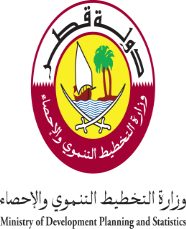 دولة قطر
وزارة التخطيط التنموي والإحصاء
وزارة التخطيط التنموي والإحصاء
Ministry of Development Planning and Statistics